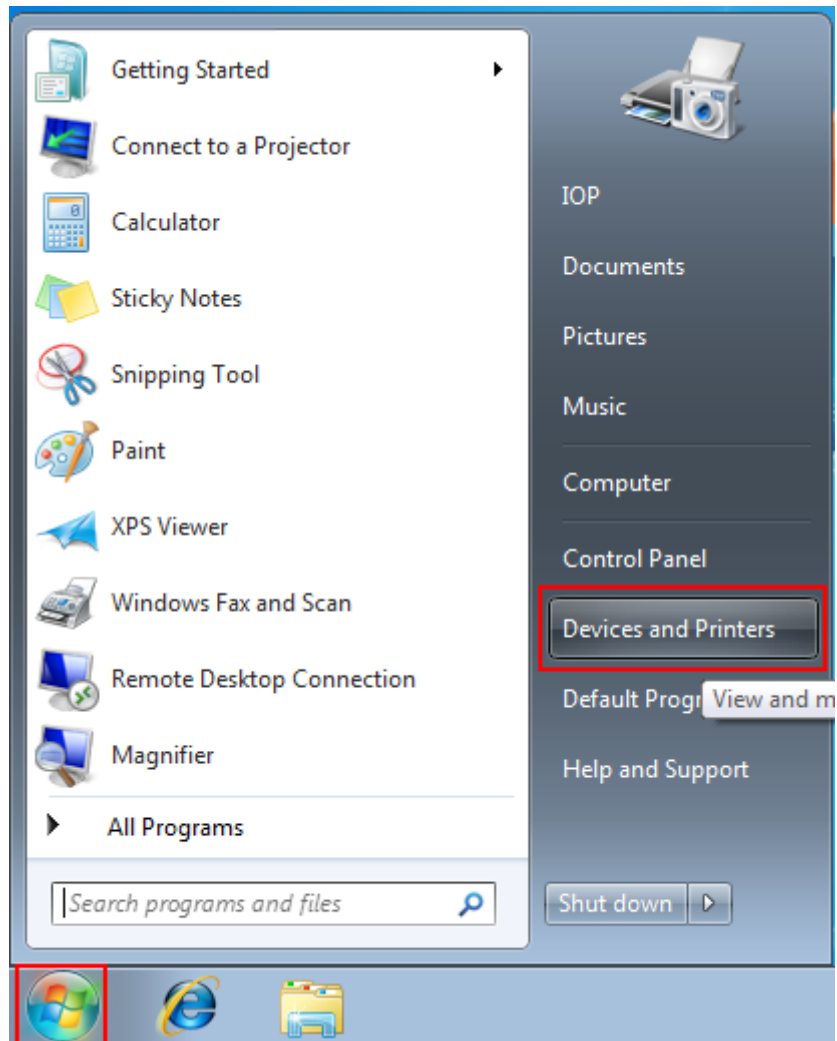 Getting Started
Connect to a Projector
Calculator
Sticky Notes
Snipping Tool
Paint
XPS Viewer
Windows Fax and Scan
Remote Desktop Connection
Magnifier
All Programs
Search programs and files
IOP
Documents
Pictures
Music
Computer
Control Panel
Devices and Printers
Default Progr
View and m
Help and Support
Shut down